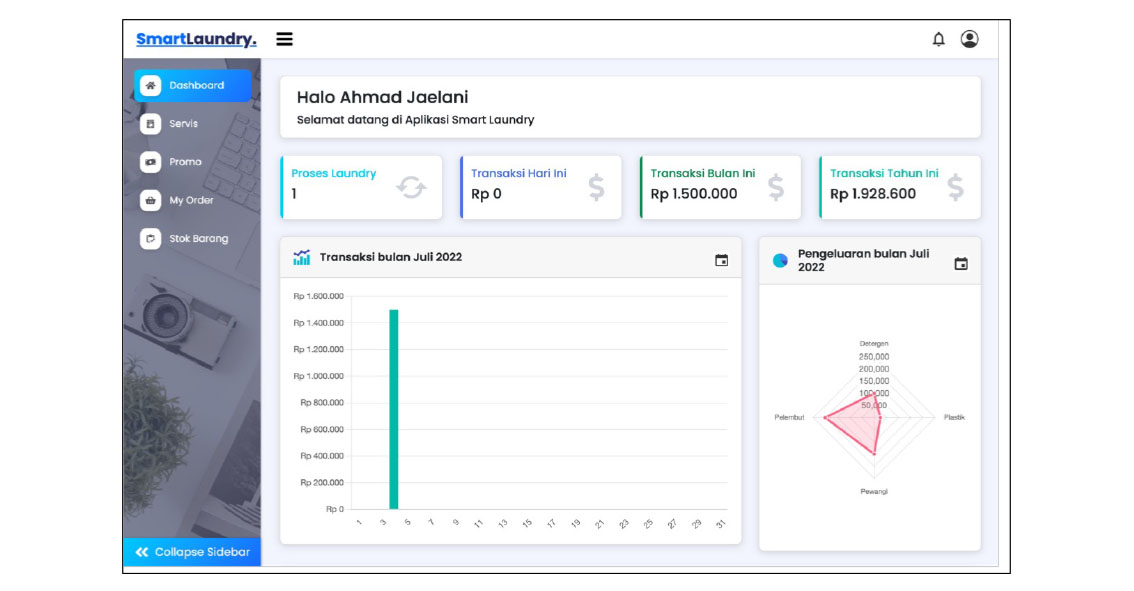 SmartLaundry.
Dashboard
Servis
Promo
My Order
Stok Barang
Collapse Sidebar
Halo Ahmad Jaelani
Selamat datang di Aplikasi Smart Laundry
Proses Laundry
1
Transaksi Hari Ini
Rp 0
Transaksi Bulan Ini
Rp 1.500.000
Transaksi Tahun Ini
Rp 1.928.600
Transaksi bulan Juli 2022
Rp 1.600.000
Rp 1.400.000
Rp 1.200.000
Rp 1.000.000
Rp 800.000
Rp 600.000
Rp 400.000
Rp 200.000
Rp 0
1 3 5 7 9 11 13 15 17 19 21 23 25 27 29 31
Pengeluaran bulan Juli
2022
Detergen
250,000
200,000
150,000
100,000
50,000
Pelembut
Plastik
Pewangi